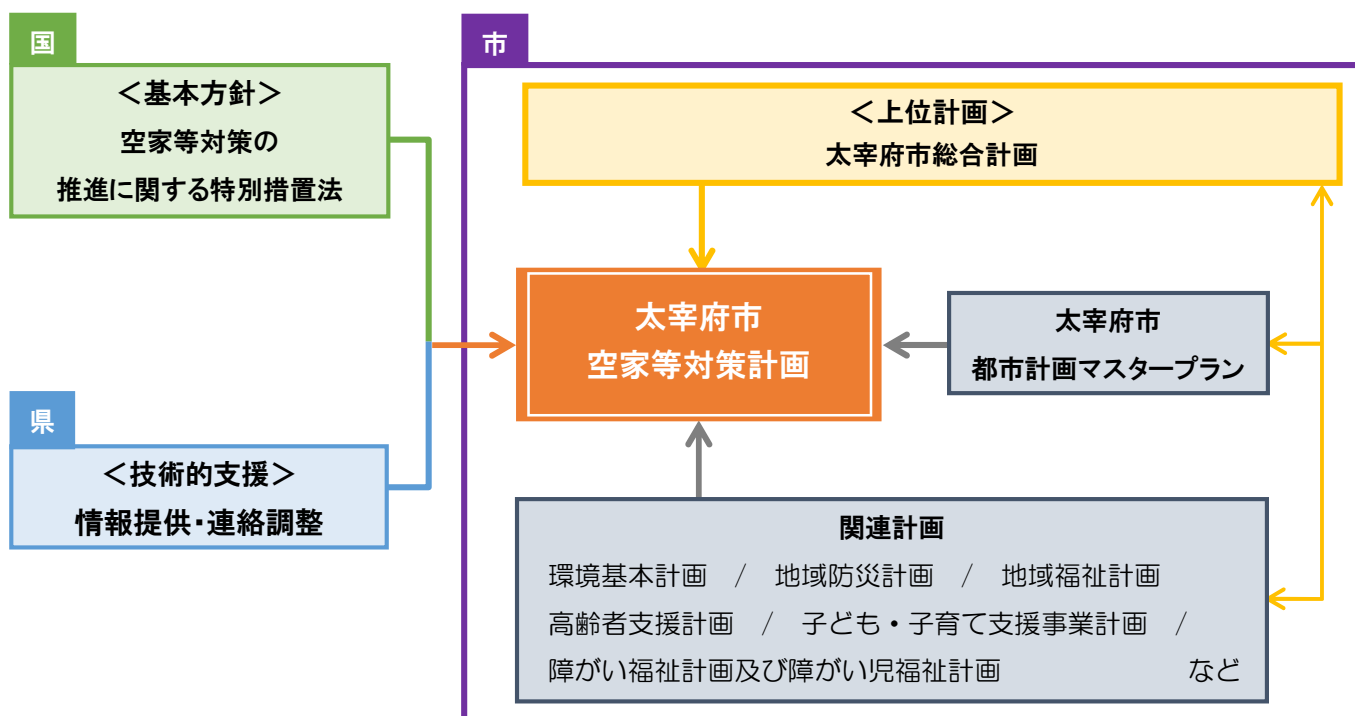 国
＜基本方針＞
空家等対策の
推進に関する特別措置法
県
＜技術的支援＞
情報提供・連絡調整
市
＜上位計画＞
太宰府市総合計画
太宰府市
空家等対策計画
太宰府市
都市計画マスタープラン
関連計画
環境基本計画 / 地域防災計画 / 地域福祉計画
高齢者支援計画 / 子ども・子育て支援事業計画 /
障がい福祉計画及び障がい児福祉計画 など